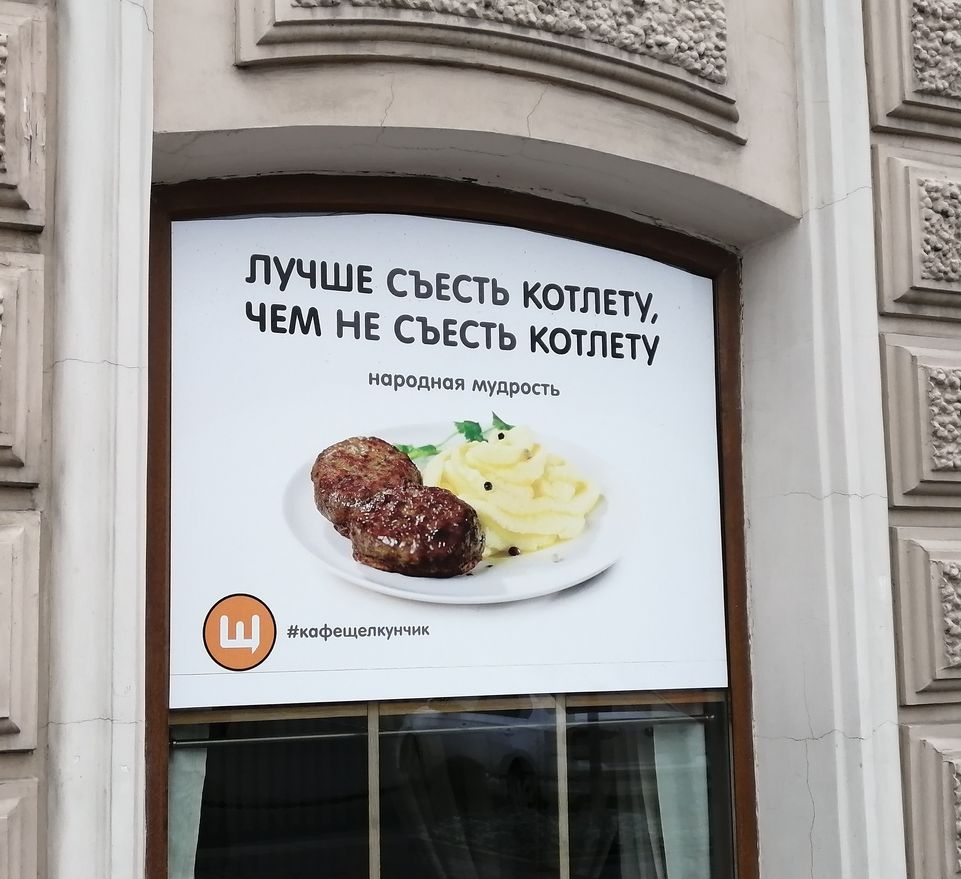 ЛУЧШЕ СЪЕСТЬ КОТЛЕТУ,
ЧЕМ НЕ СЪЕСТЬ КОТЛЕТУ
народная мудрость
Щ
#кафещелкунчик